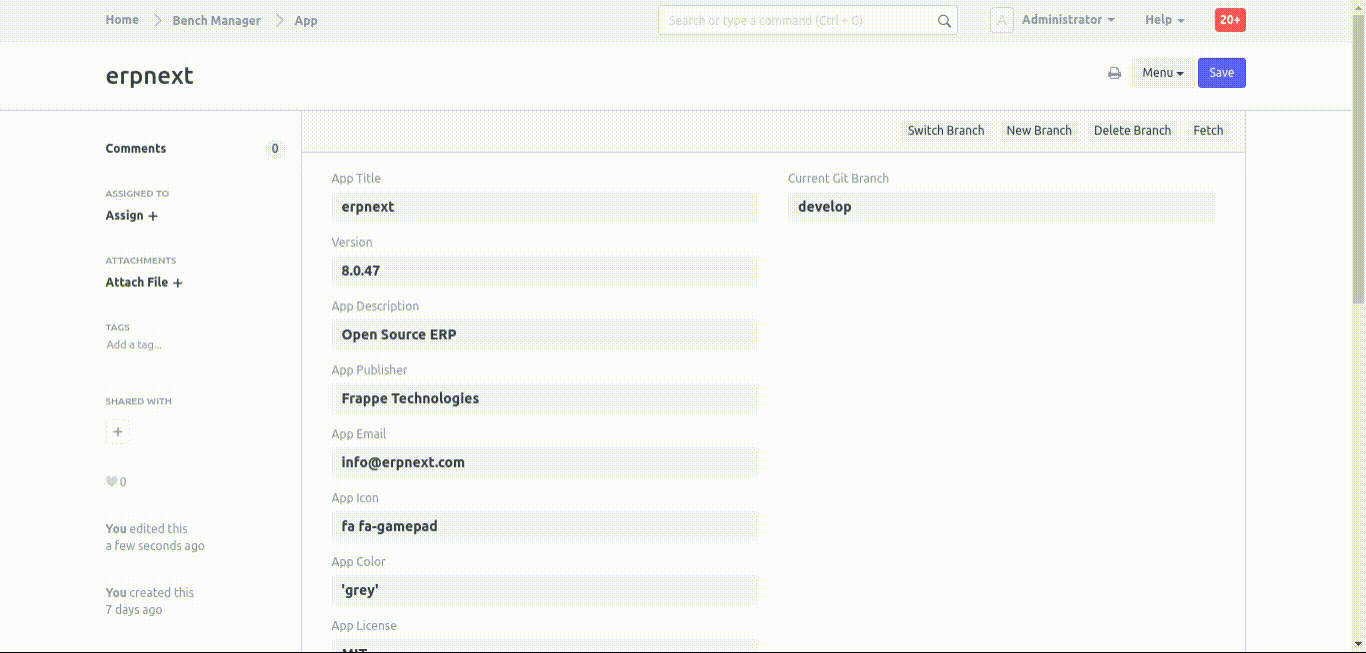 Home Bench Manager App Search or type a command (Ctrl + G) A Administrator Help 20+
erpnext Menu Save
Switch Branch New Branch Delete Branch Fetch
Comments 0
ASSIGNED TO
Assign +
ATTACHMENTS
Attach File +
TAGS
Add a tag...
SHARED WITH
+
0
You edited this
a few seconds ago
You created this
7 days ago
App Title
erpnext
Version
8.0.47
App Description
Open Source ERP
App Publisher
Frappe Technologies
App Email
info@erpnext.com
App Icon
fa fa-gamepad
App Color
'grey'
App License
MIT
Current Git Branch
develop